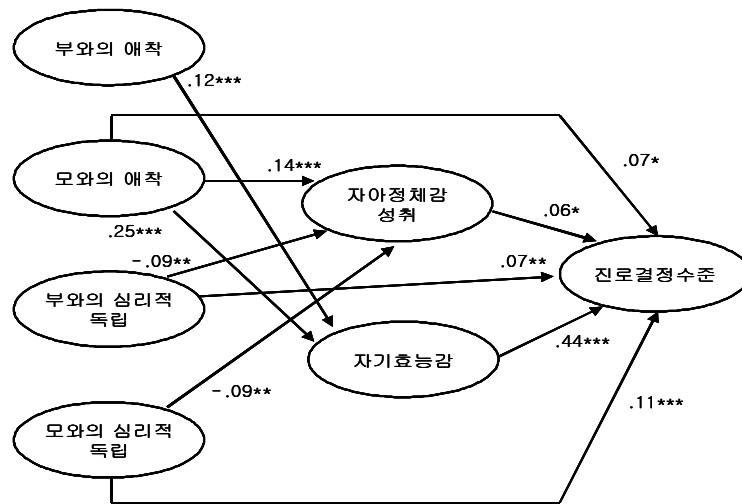 부와의 애착
.12***
모와의 애착
.14***
.07*
자아정체감
성취
.06*
.25***
-.09**
.07**
진로결정수준
부와의 심리적
독립
자기효능감
.44***
-.09**
.11***
모와의 심리적
독립